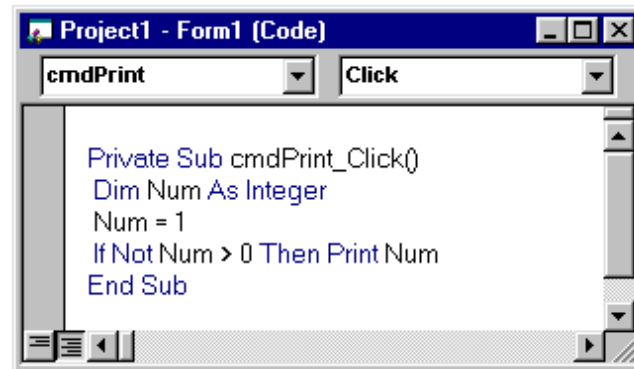 Project1 - Form1 (Code)
cmdPrint Click
Private Sub cmdPrint_Click()
Dim Num As Integer
Num = 1
If Not Num > 0 Then Print Num
End Sub